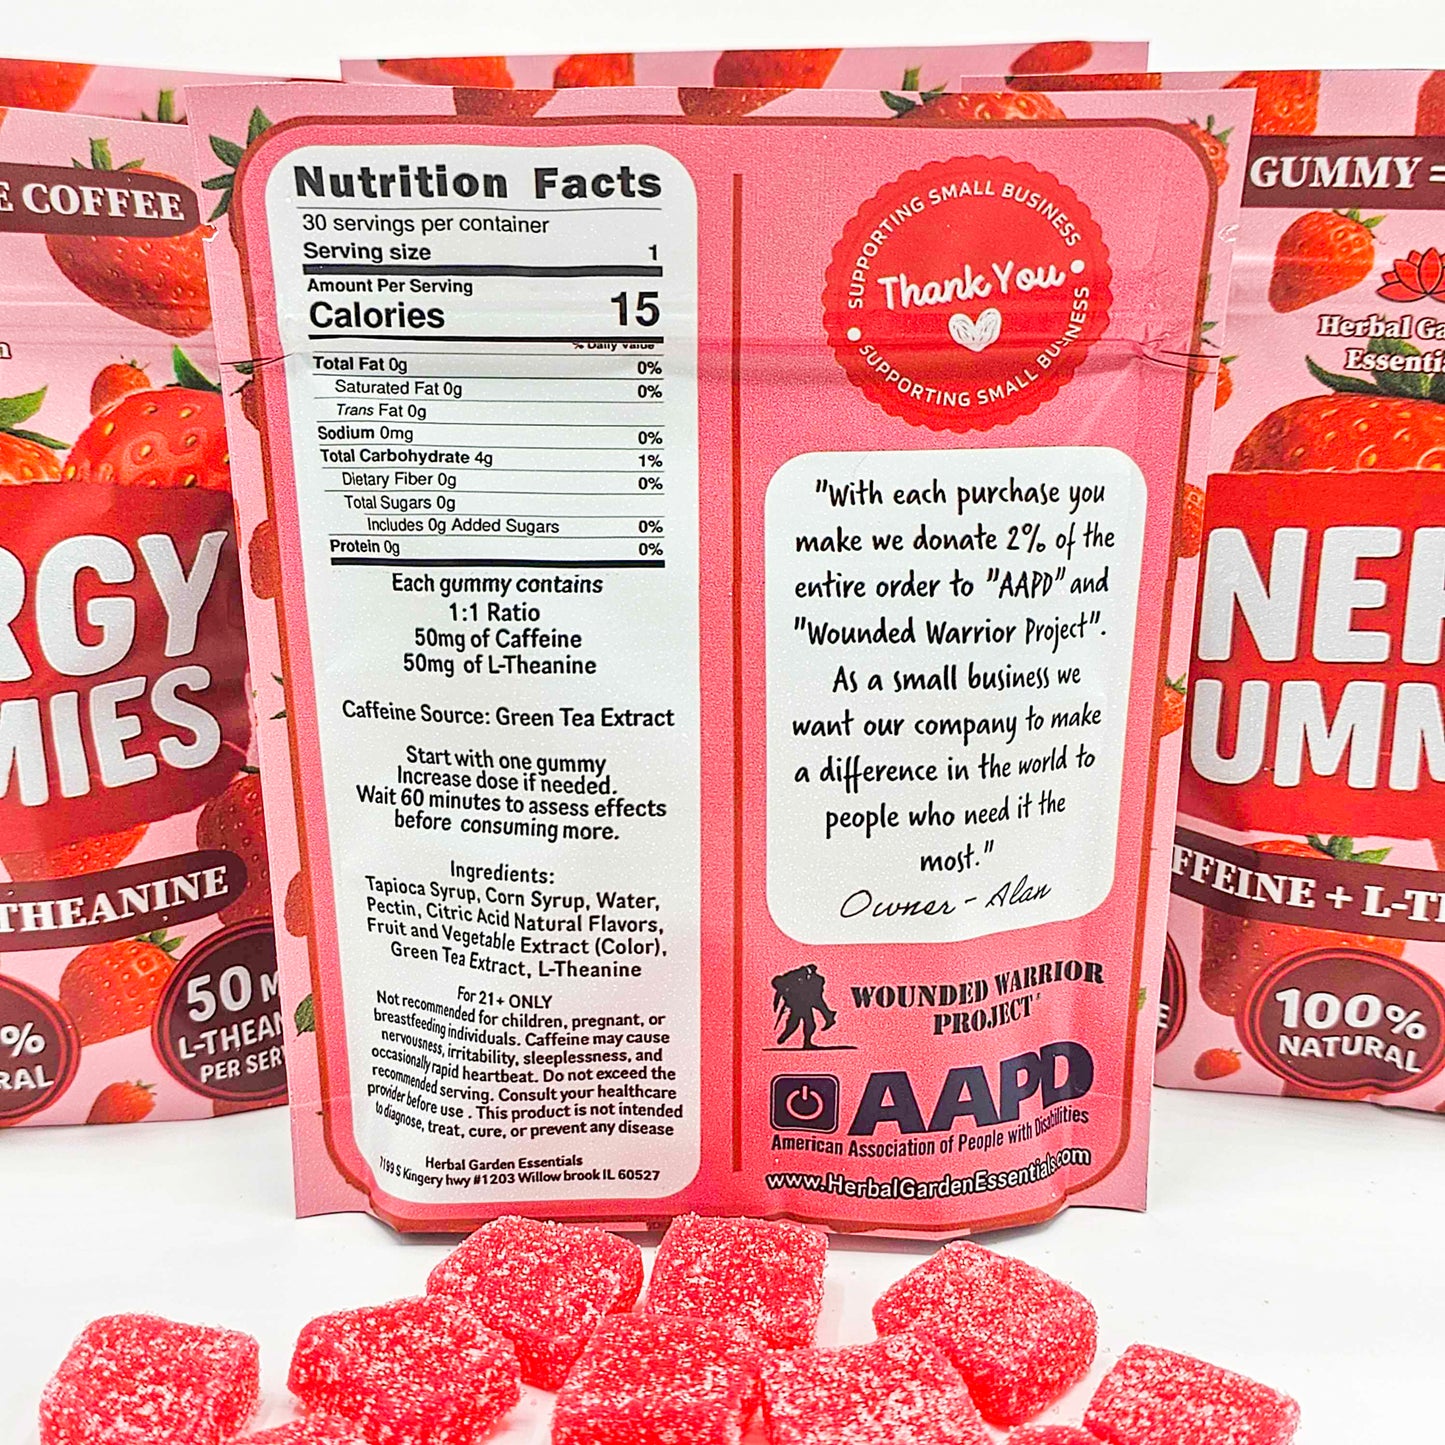 Nutrition Facts
30 servings per container
Serving size 1
Amount Per Serving
Calories 15
% Daily Value
Total Fat 0g 0%
Saturated Fat 0g 0%
Trans Fat 0g
Sodium 0mg 0%
Total Carbohydrate 4g 1%
Dietary Fiber 0g 0%
Total Sugars 0g
Includes 0g Added Sugars 0%
Protein 0g 0%
Each gummy contains
1:1 Ratio
50mg of Caffeine
50mg of L-Theanine
Caffeine Source: Green Tea Extract
Start with one gummy
Increase dose if needed.
Wait 60 minutes to assess effects
before consuming more.
Ingredients:
Tapioca Syrup, Corn Syrup, Water,
Pectin, Citric Acid Natural Flavors,
Fruit and Vegetable Extract (Color),
Green Tea Extract, L-Theanine
For 21+ ONLY
Not recommended for children, pregnant, or
breastfeeding individuals. Caffeine may cause
nervousness, irritability, sleeplessness, and
occasionally rapid heartbeat. Do not exceed the
recommended serving. Consult your healthcare
provider before use . This product is not intended
to diagnose, treat, cure, or prevent any disease
Herbal Garden Essentials
7199 S Kingery hwy #1203 Willow brook IL 60527
SUPPORTING SMALL BUSINESS
Thank You
SUPPORTING SMALL BUSINESS
"With each purchase you
make we donate 2% of the
entire order to "AAPD" and
"Wounded Warrior Project".
As a small business we
want our company to make
a difference in the world to
people who need it the
most."
Owner - Alan
WOUNDED WARRIOR
PROJECT
AAPD
American Association of People with Disabilities
www.HerbalGardenEssentials.com
E COFFEE
RGY
MIES
THEANINE
%
RAL
50 M
L-THEAN
PER SER
GUMMY =
Herbal Ga
Essentia
NER
UMM
FFEINE + L-T
100%
NATURAL